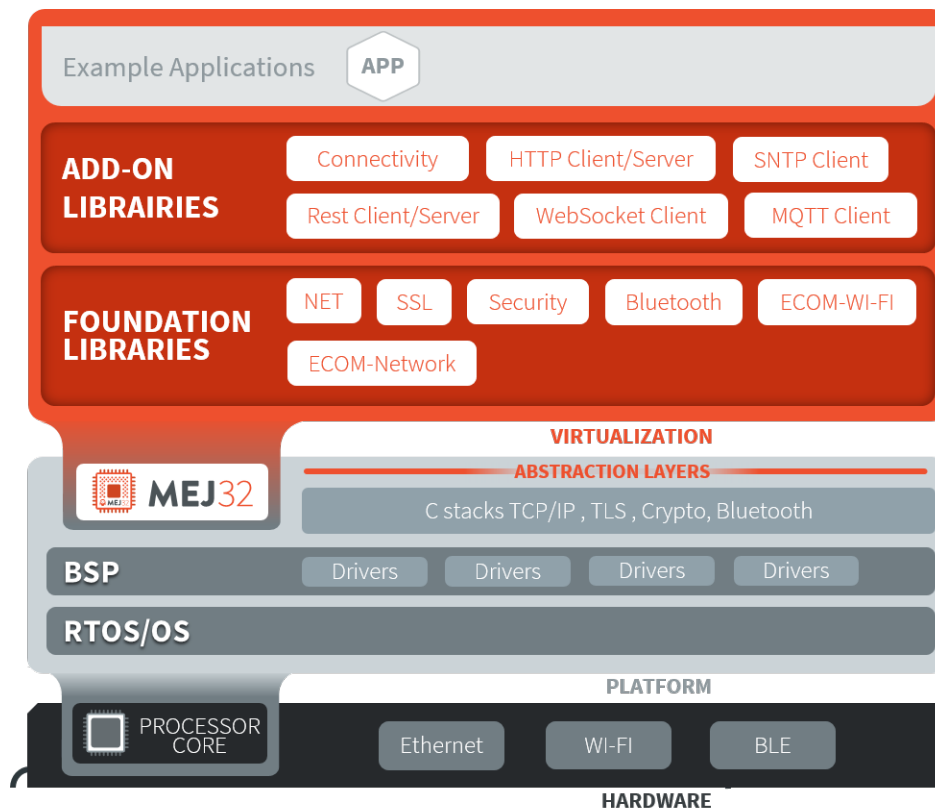 Example Applications APP
ADD-ON
LIBRAIRIES
Connectivity HTTP Client/Server SNTP Client
Rest Client/Server WebSocket Client MQTT Client
FOUNDATION
LIBRARIES
NET SSL Security Bluetooth ECOM-WI-FI
ECOM-Network
VIRTUALIZATION
ABSTRACTION LAYERS
MEJ MEJ32
C stacks TCP/IP , TLS , Crypto, Bluetooth
BSP Drivers Drivers Drivers Drivers
RTOS/OS
PLATFORM
PROCESSOR
CORE
Ethernet WI-FI BLE
HARDWARE